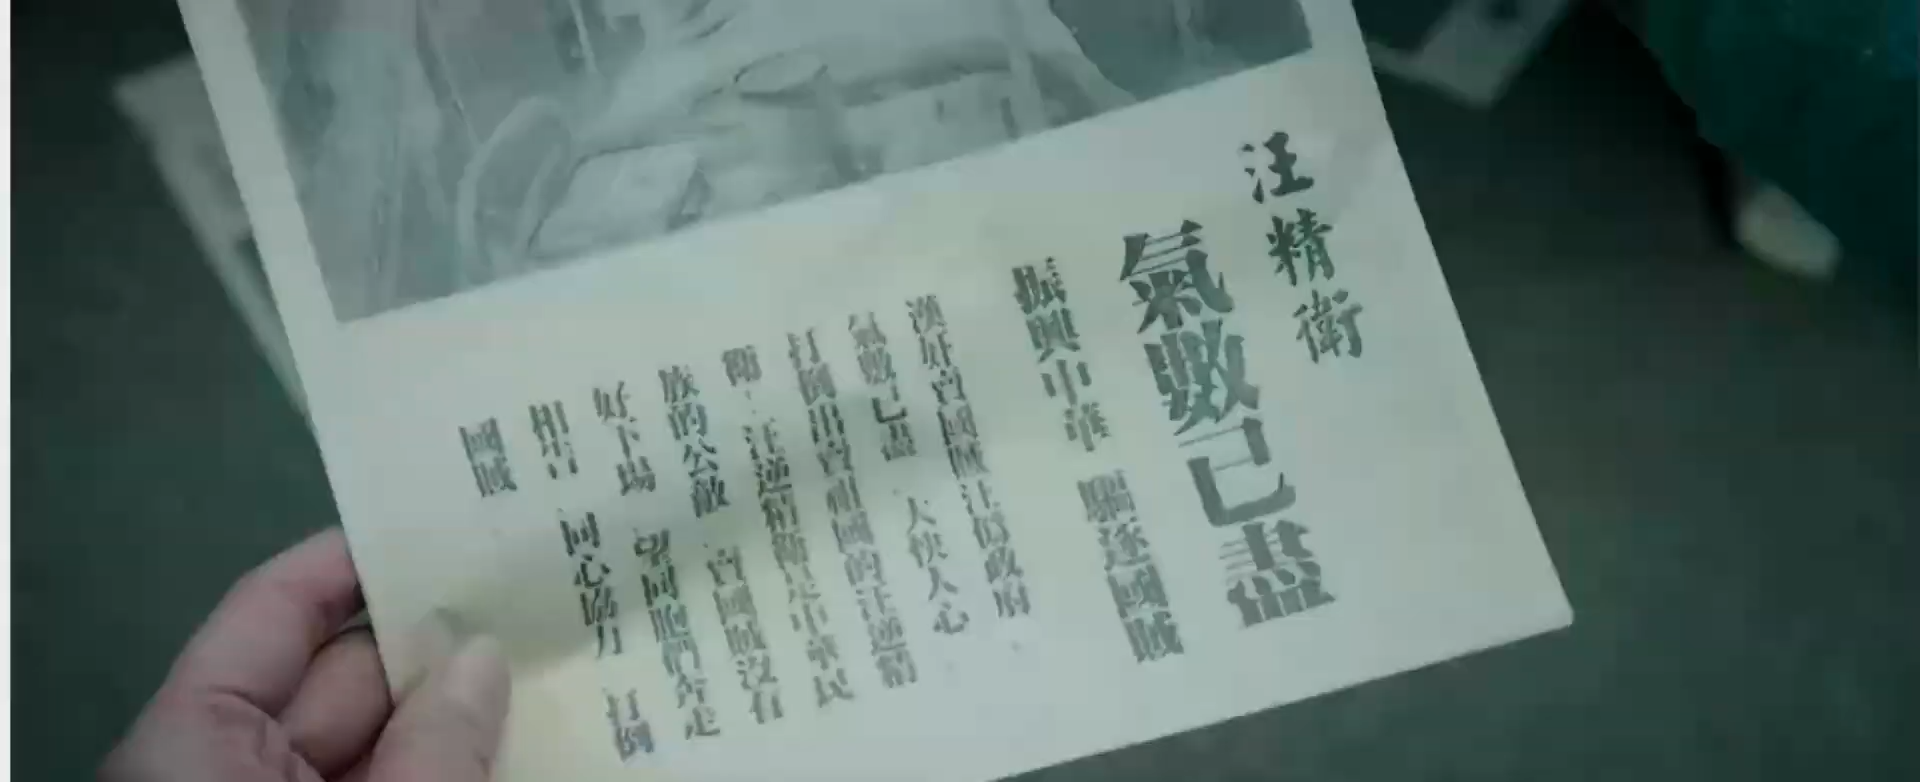 汪精衛
氣數已盡
振興中華 驅逐國賊
漢奸賣國賊汪僞政府，
氣數已盡，大快人心，
打倒出賣祖國的汪逆精
衛，汪逆精衛是中華民
族的公敵，賣國賊沒有
好下場，望同胞們奔走
相告，同心協力，打倒
國賊